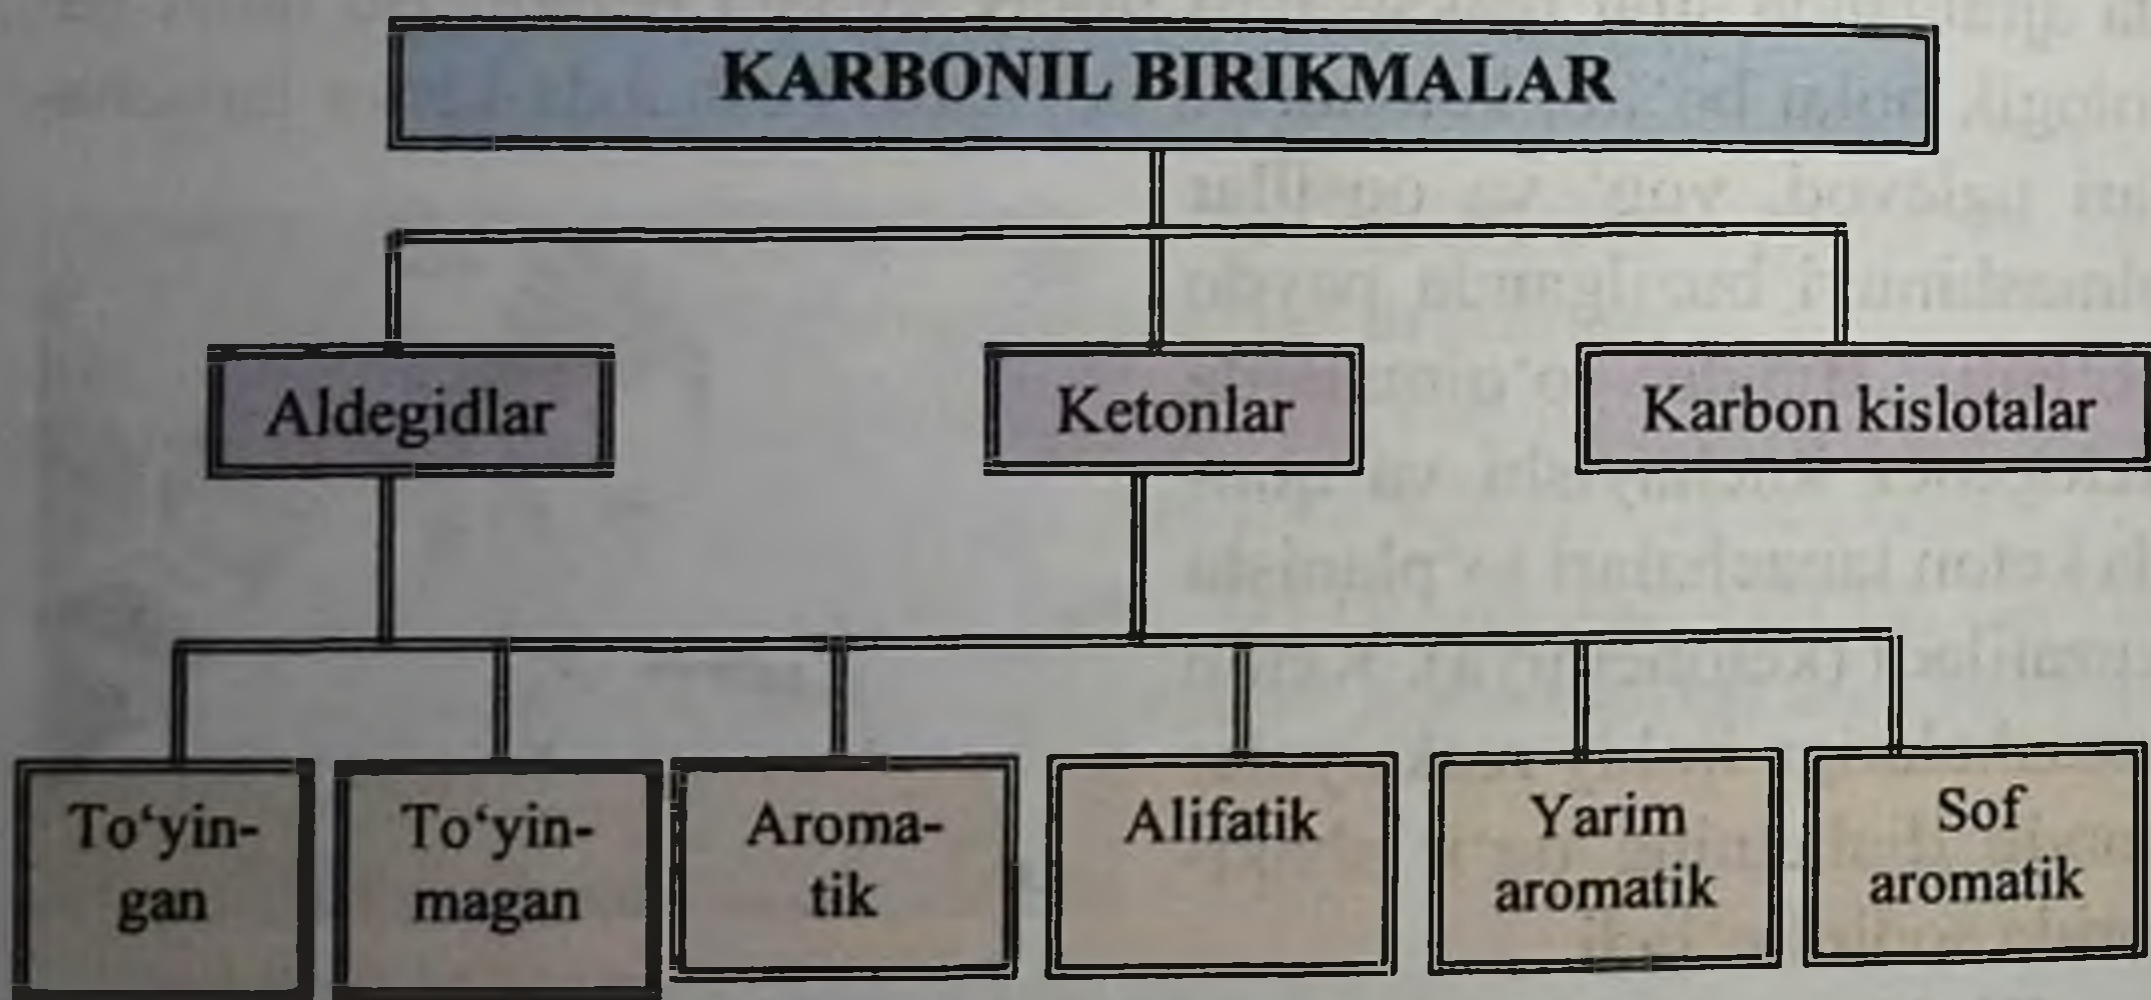 KARBONIL BIRIKMALAR
Aldegidlar
Ketonlar
Karbon kislotalar
To‘yin-
gan
To‘yin-
magan
Aroma-
tik
Alifatik
Yarim
aromatik
Sof
aromatik